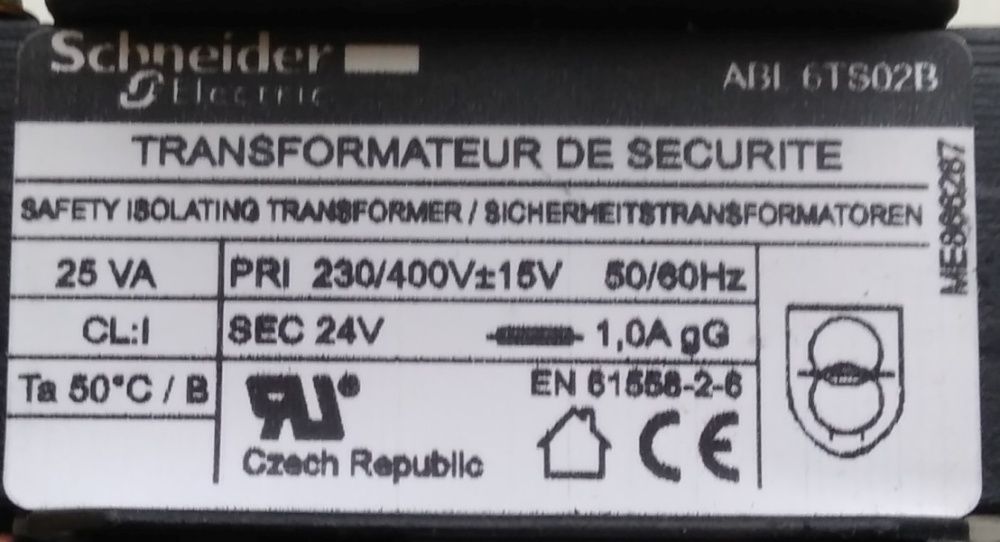 Schneider
Electric
ABL 6TS02B
TRANSFORMATEUR DE SECURITE
SAFETY ISOLATING TRANSFORMER / SICHERHEITSTRANSFORMATOREN
25 VA
PRI 230/400V±15V 50/60Hz
CL:I
SEC 24V 1,0A gG
Ta 50°C / B
EN 61558-2-6
Czech Republic
CE